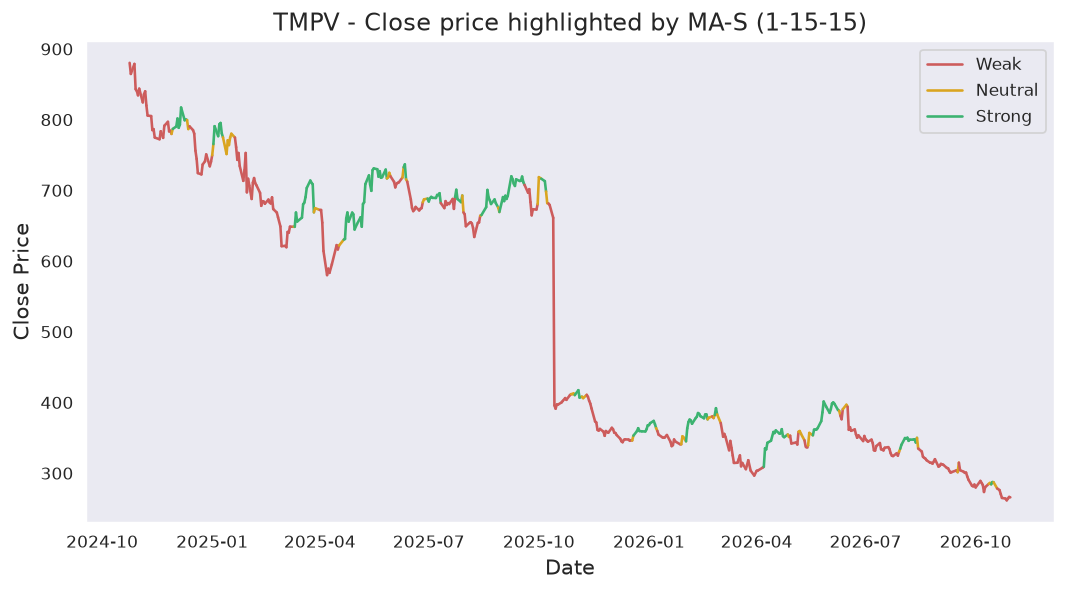 TMPV - Close price highlighted by MA-S (1-15-15)
Weak
Neutral
Strong
Close Price
900
800
700
600
500
400
300
2024-10 2025-01 2025-04 2025-07 2025-10 2026-01 2026-04 2026-07 2026-10
Date